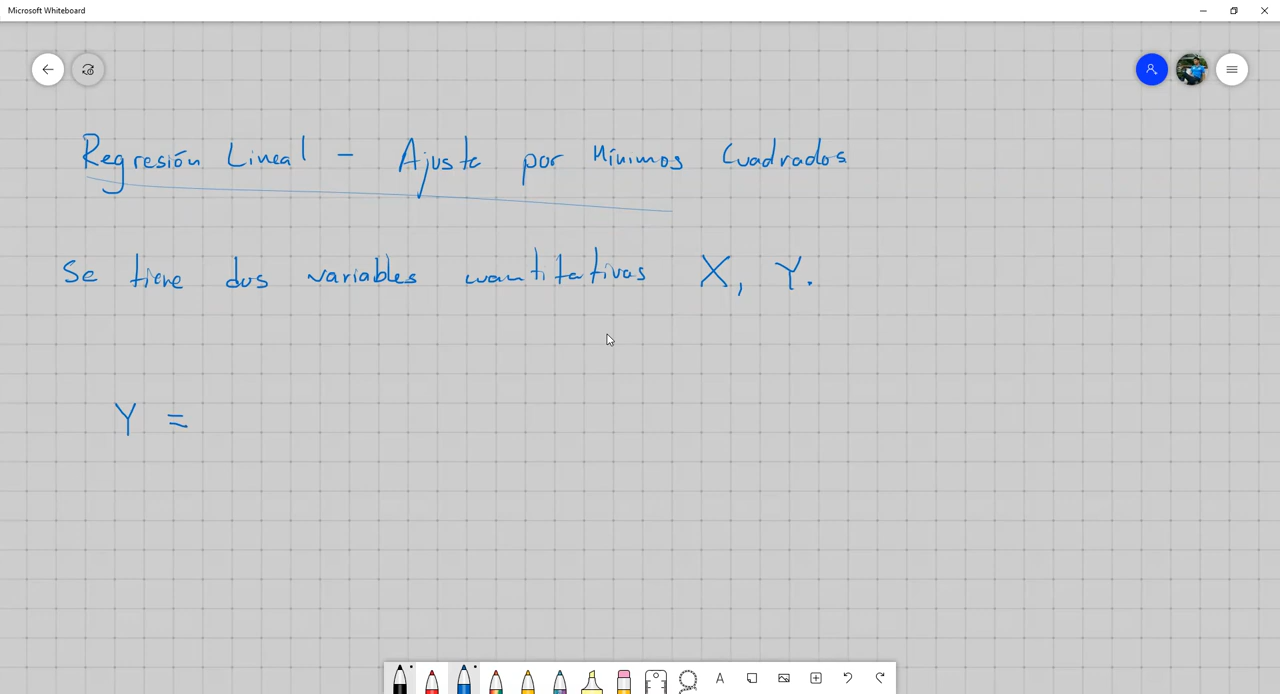 Microsoft Whiteboard
Regresión Lineal - Ajuste por Mínimos Cuadrados
Se tiene dos variables cuantitativas X, Y.
Y =